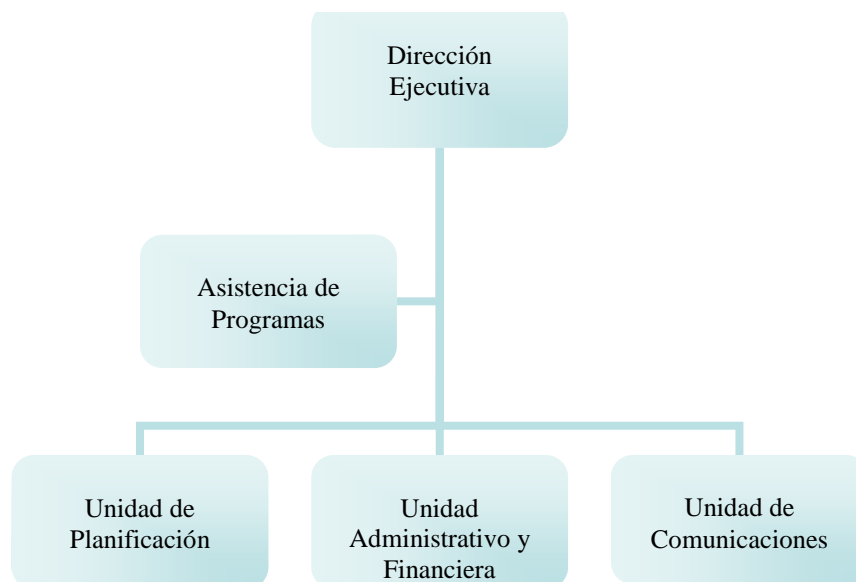 Dirección
Ejecutiva
Asistencia de
Programas
Unidad de
Planificación
Unidad
Administrativo y
Financiera
Unidad de
Comunicaciones